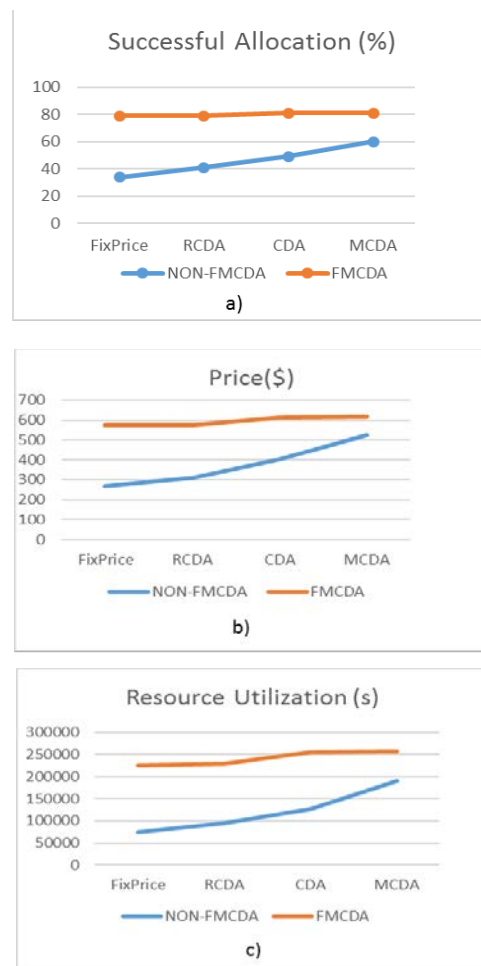 Successful Allocation (%)
100
80
60
40
20
0
FixPrice RCDA CDA MCDA
NON-FMCDA FMCDA
a)
Price($)
700
600
500
400
300
200
100
0
FixPrice RCDA CDA MCDA
NON-FMCDA FMCDA
b)
Resource Utilization (s)
300000
250000
200000
150000
100000
50000
0
FixPrice RCDA CDA MCDA
NON-FMCDA FMCDA
c)